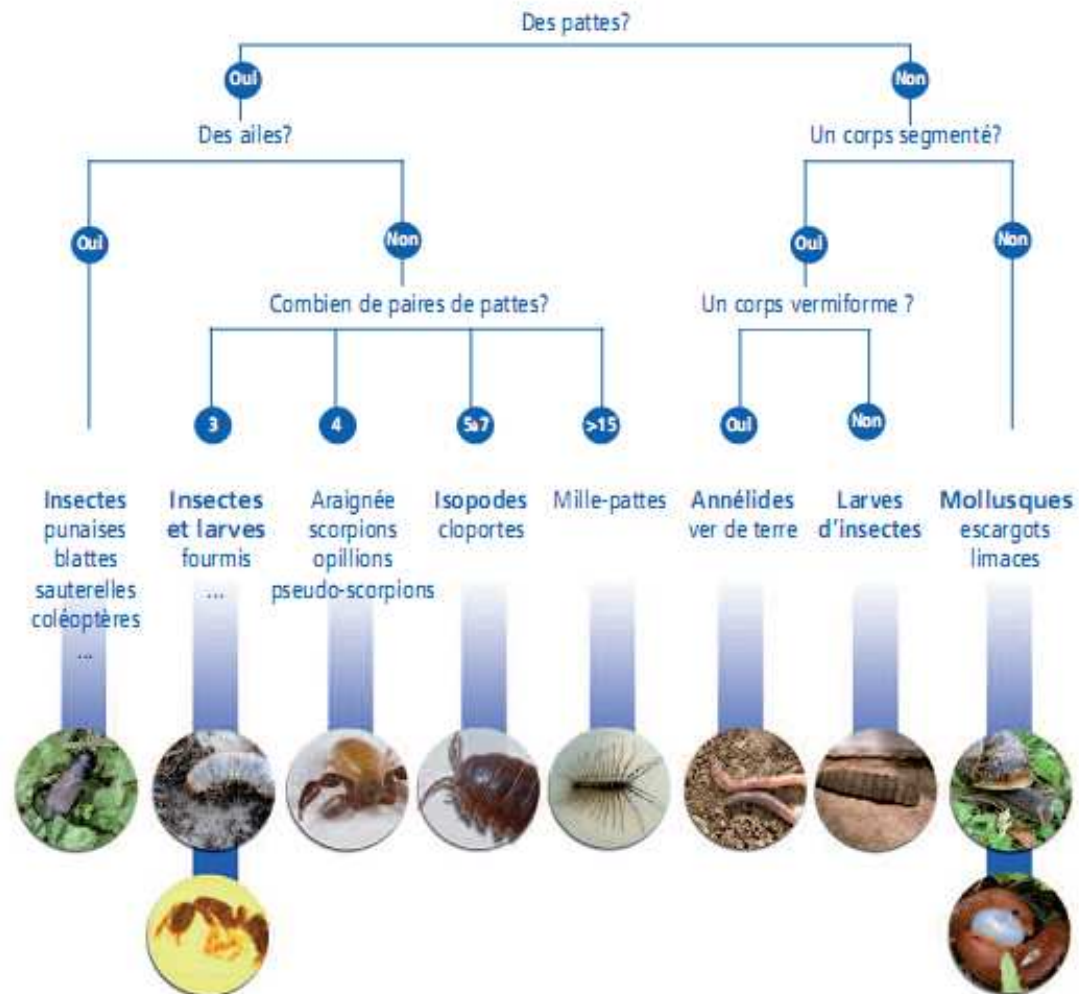 Des pattes?
Oui
Non
Des ailes?
Un corps segmenté?
Oui
Non
Oui
Non
Combien de paires de pattes?
Un corps vermiforme ?
3
4
5à7
>15
Oui
Non
Insectes
punaises
blattes
sauterelles
coléoptères
...
Insectes
et larves
fourmis
...
Araignée
scorpions
opillions
pseudo-scorpions
Isopodes
cloportes
Mille-pattes
Annélides
ver de terre
Larves
d'insectes
Mollusques
escargots
limaces